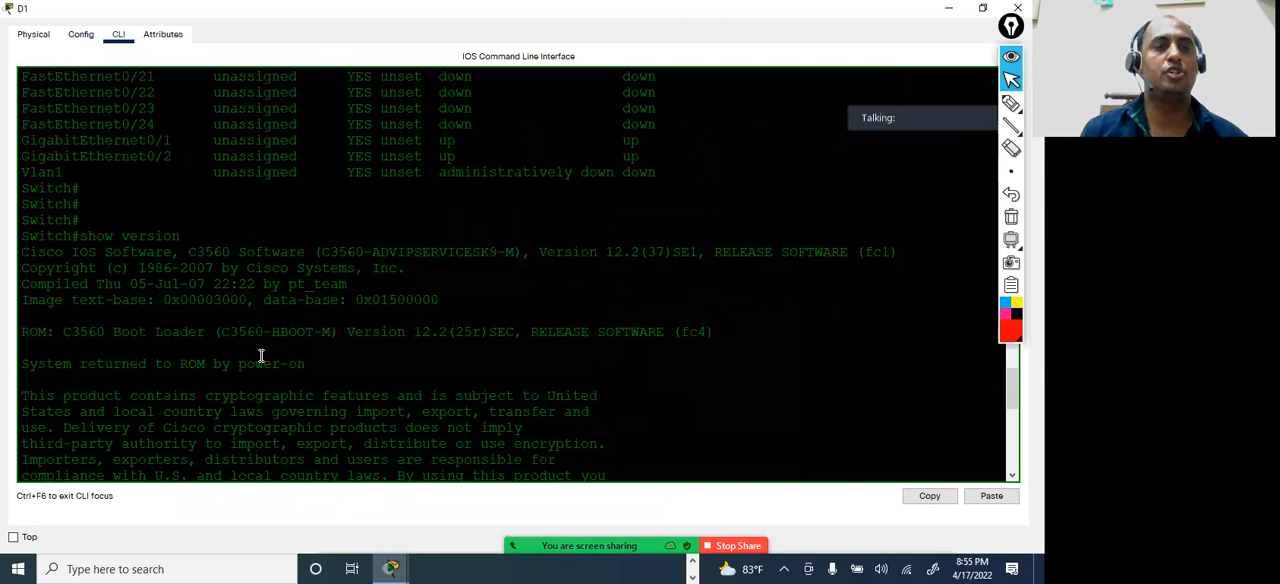 D1
Physical Config CLI Attributes
IOS Command Line Interface
FastEthernet0/21 unassigned YES unset down down
FastEthernet0/22 unassigned YES unset down down
FastEthernet0/23 unassigned YES unset down down
FastEthernet0/24 unassigned YES unset down down
GigabitEthernet0/1 unassigned YES unset up up
GigabitEthernet0/2 unassigned YES unset up up
Vlan1 unassigned YES unset administratively down down
Switch#
Switch#
Switch#
Switch#show version
Cisco IOS Software, C3560 Software (C3560-ADVIPSERVICESK9-M), Version 12.2(37)SE1, RELEASE SOFTWARE (fc1)
Copyright (c) 1986-2007 by Cisco Systems, Inc.
Compiled Thu 05-Jul-07 22:22 by pt_team
Image text-base: 0x00003000, data-base: 0x01500000
ROM: C3560 Boot Loader (C3560-HBOOT-M) Version 12.2(25r)SEC, RELEASE SOFTWARE (fc4)
System returned to ROM by power-on
This product contains cryptographic features and is subject to United
States and local country laws governing import, export, transfer and
use. Delivery of Cisco cryptographic products does not imply
third-party authority to import, export, distribute or use encryption.
Importers, exporters, distributors and users are responsible for
compliance with U.S. and local country laws. By using this product you
Talking:
Ctrl+F6 to exit CLI focus
Copy Paste
Top
You are screen sharing Stop Share
Type here to search
83°F
8:55 PM
4/17/2022